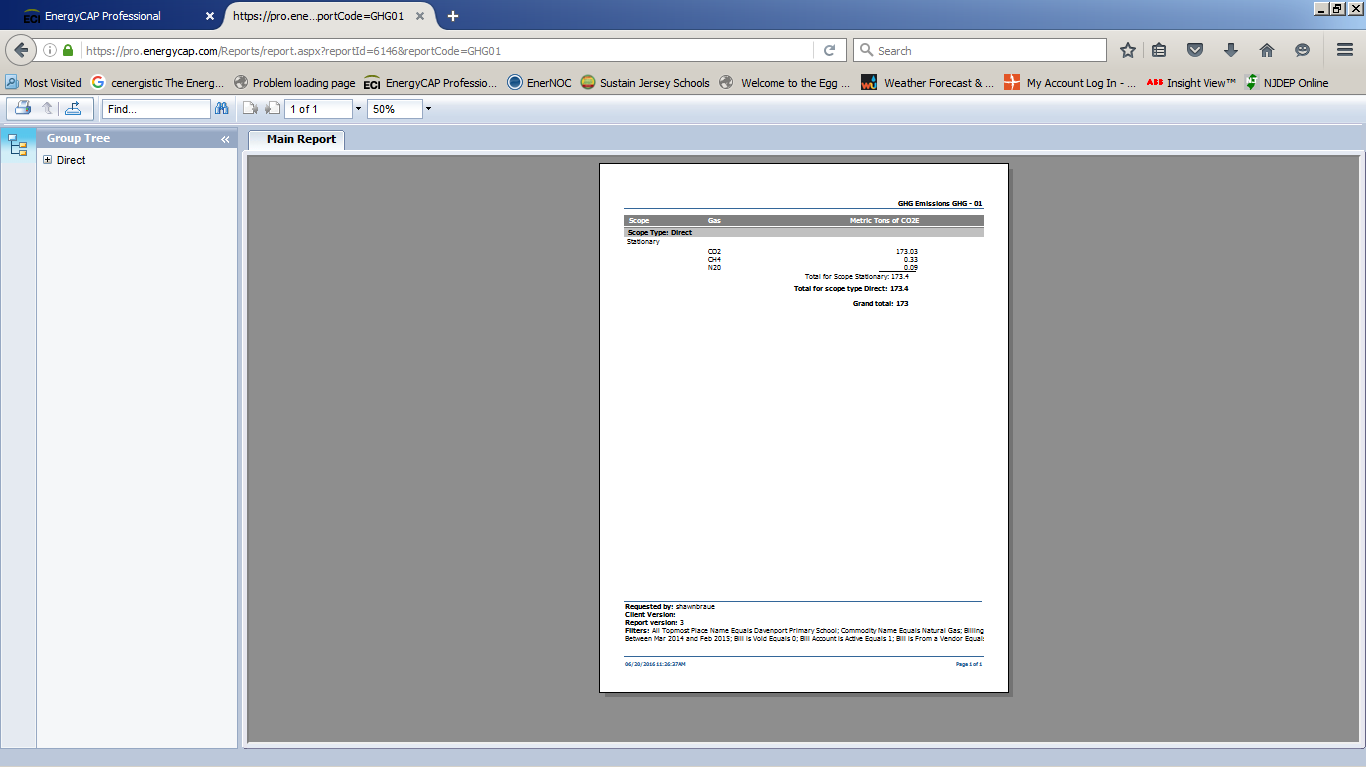 ECI EnergyCAP Professional
https://pro.ene...portCode=GHG01
https://pro.energycap.com/Reports/report.aspx?reportId=6146&reportCode=GHG01
Search
Most Visited
cenergistic The Energ...
Problem loading page
ECI EnergyCAP Professio...
EnerNOC
Sustain Jersey Schools
Welcome to the Egg ...
Weather Forecast & ...
My Account Log In - ...
ABB Insight View™
NJDEP Online
Find...
1 of 1
50%
Group Tree
Direct
Main Report
GHG Emissions GHG - 01
Scope Gas Metric Tons of CO2E
Scope Type: Direct
Stationary
CO2 173.03
CH4 0.33
N20 0.09
Total for Scope Stationary: 173.4
Total for scope type Direct: 173.4
Grand total: 173
Requested by: shawnbraue
Client Version:
Report version: 3
Filters: All Topmost Place Name Equals Davenport Primary School; Commodity Name Equals Natural Gas; Billing
Between Mar 2014 and Feb 2015; Bill is Void Equals 0; Bill Account is Active Equals 1; Bill is From a Vendor Equals
06/20/2016 11:26:27AM
Page 1 of 1